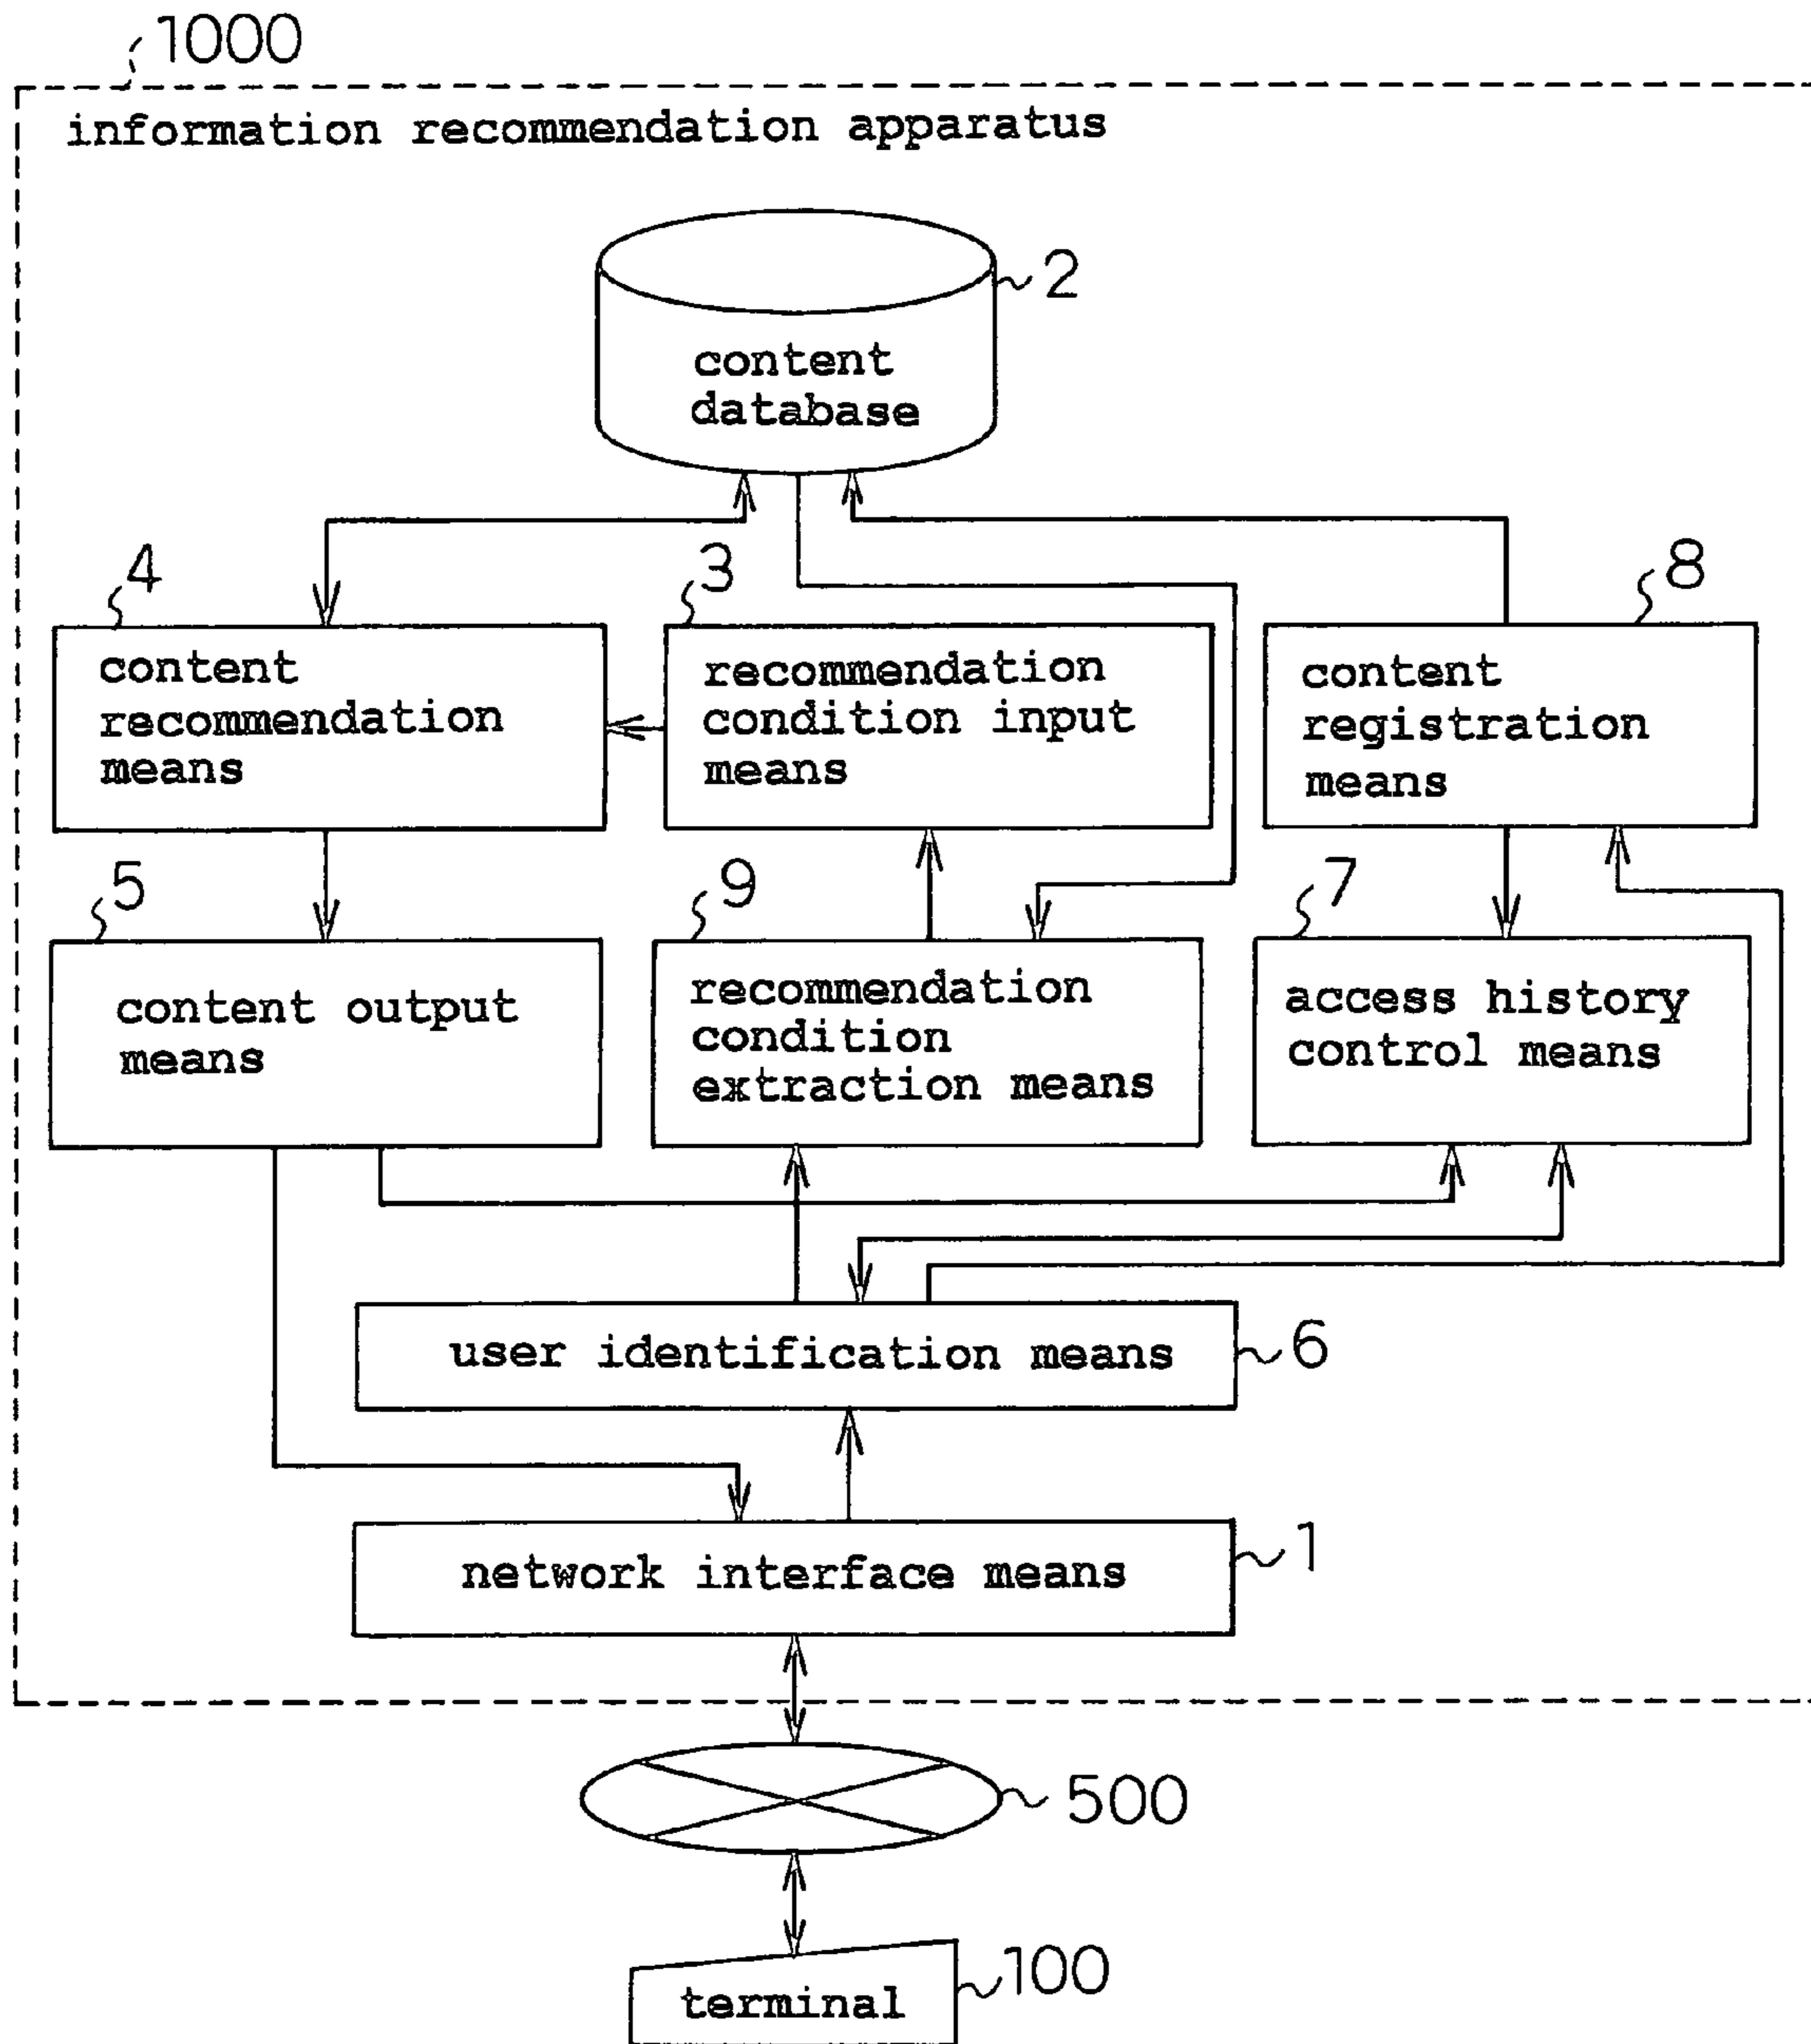 1000
information recommendation apparatus
2
content
database
4
3
8
content
recommendation
means
recommendation
condition input
means
content
registration
means
5
9
7
content output
means
recommendation
condition
extraction means
access history
control means
user identification means
6
network interface means
1
500
terminal
100